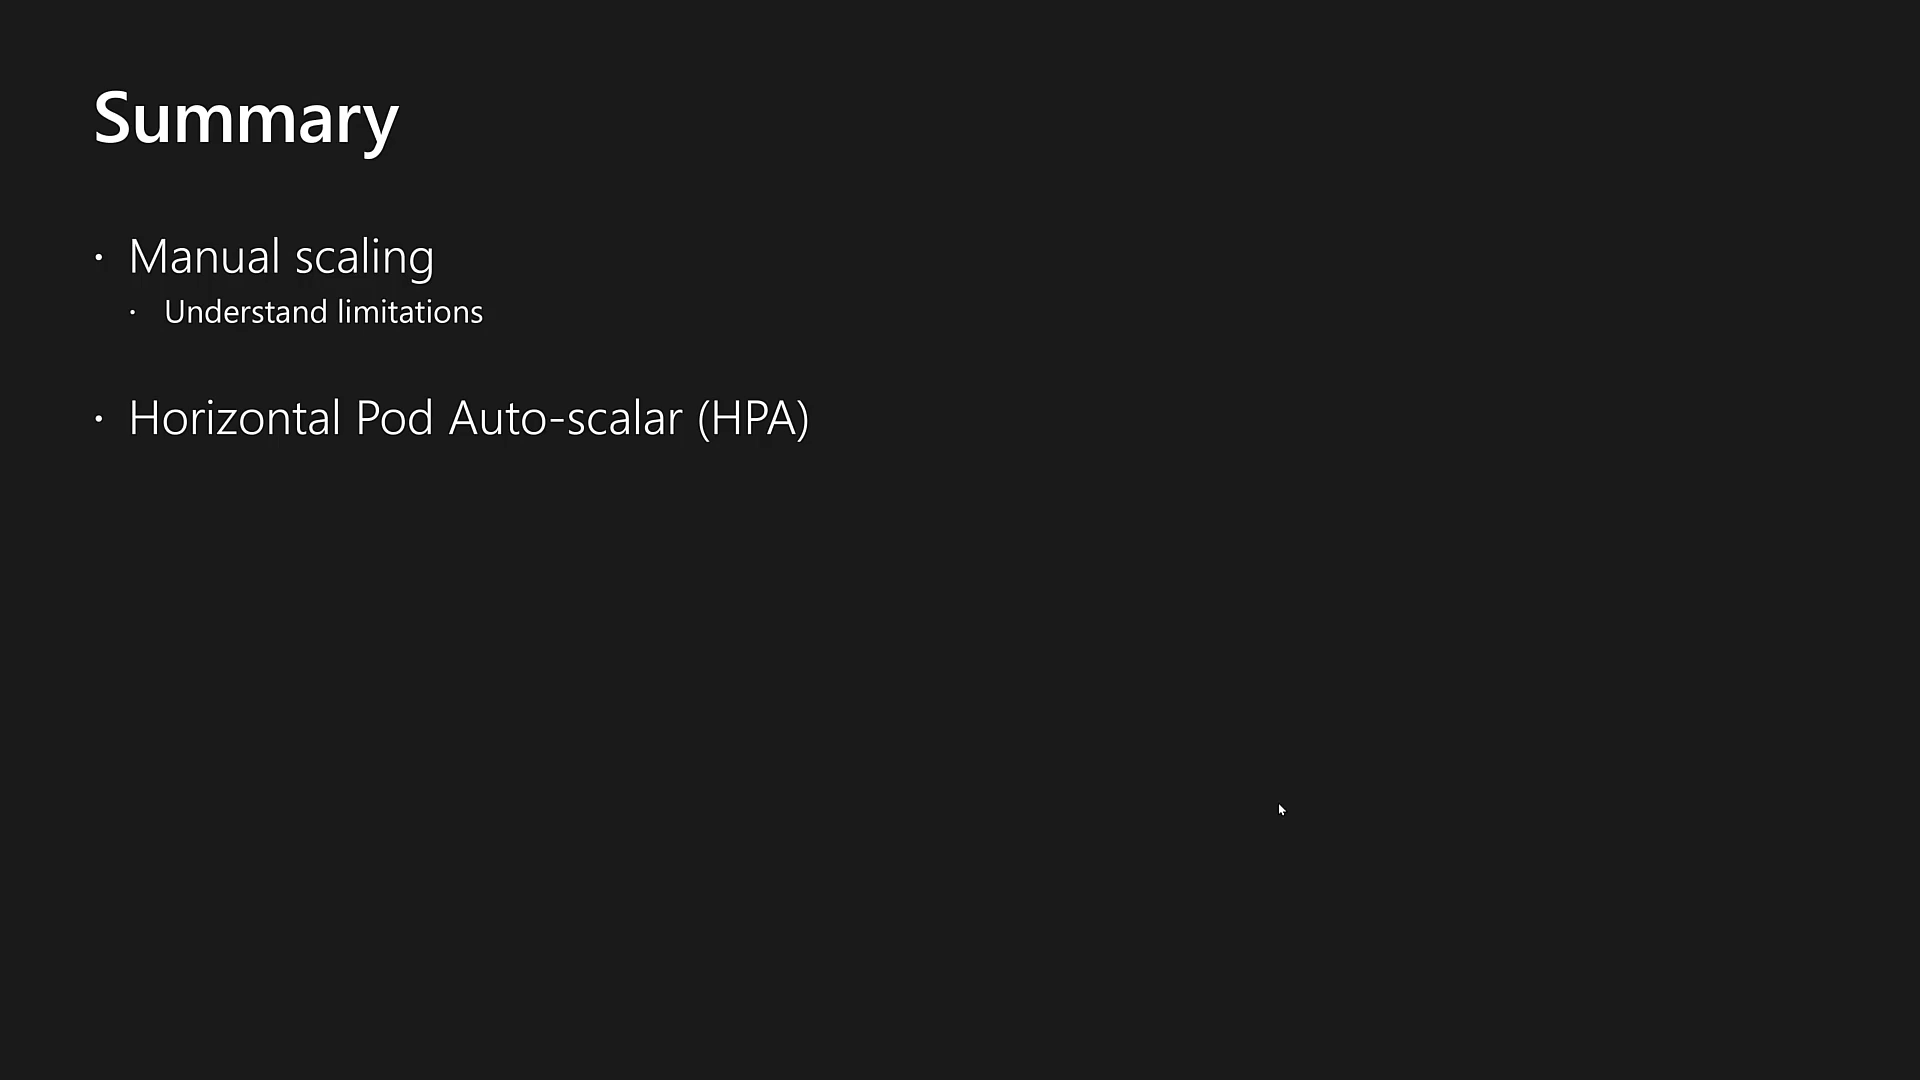 Summary
• Manual scaling
• Understand limitations
• Horizontal Pod Auto-scalar (HPA)